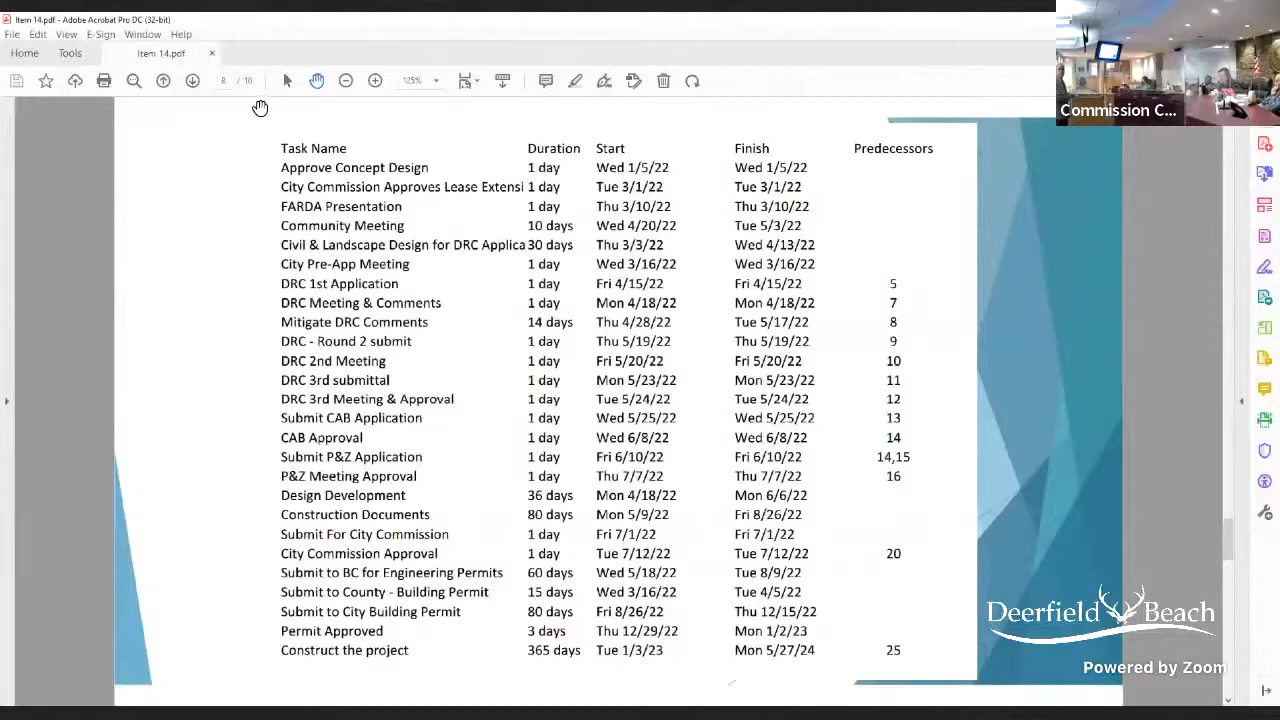 Item 14.pdf - Adobe Acrobat Pro DC (32-bit)
File Edit View E-Sign Window Help
Home Tools Item 14.pdf ×
8 / 10 125%
Commission C...
Task Name Duration Start Finish Predecessors
Approve Concept Design 1 day Wed 1/5/22 Wed 1/5/22
City Commission Approves Lease Extensi 1 day Tue 3/1/22 Tue 3/1/22
FARDA Presentation 1 day Thu 3/10/22 Thu 3/10/22
Community Meeting 10 days Wed 4/20/22 Tue 5/3/22
Civil & Landscape Design for DRC Applica 30 days Thu 3/3/22 Wed 4/13/22
City Pre-App Meeting 1 day Wed 3/16/22 Wed 3/16/22
DRC 1st Application 1 day Fri 4/15/22 Fri 4/15/22 5
DRC Meeting & Comments 1 day Mon 4/18/22 Mon 4/18/22 7
Mitigate DRC Comments 14 days Thu 4/28/22 Tue 5/17/22 8
DRC - Round 2 submit 1 day Thu 5/19/22 Thu 5/19/22 9
DRC 2nd Meeting 1 day Fri 5/20/22 Fri 5/20/22 10
DRC 3rd submittal 1 day Mon 5/23/22 Mon 5/23/22 11
DRC 3rd Meeting & Approval 1 day Tue 5/24/22 Tue 5/24/22 12
Submit CAB Application 1 day Wed 5/25/22 Wed 5/25/22 13
CAB Approval 1 day Wed 6/8/22 Wed 6/8/22 14
Submit P&Z Application 1 day Fri 6/10/22 Fri 6/10/22 14,15
P&Z Meeting Approval 1 day Thu 7/7/22 Thu 7/7/22 16
Design Development 36 days Mon 4/18/22 Mon 6/6/22
Construction Documents 80 days Mon 5/9/22 Fri 8/26/22
Submit For City Commission 1 day Fri 7/1/22 Fri 7/1/22
City Commission Approval 1 day Tue 7/12/22 Tue 7/12/22 20
Submit to BC for Engineering Permits 60 days Wed 5/18/22 Tue 8/9/22
Submit to County - Building Permit 15 days Wed 3/16/22 Tue 4/5/22
Submit to City Building Permit 80 days Fri 8/26/22 Thu 12/15/22
Permit Approved 3 days Thu 12/29/22 Mon 1/2/23
Construct the project 365 days Tue 1/3/23 Mon 5/27/24 25
Deerfield Beach
Powered by Zoom